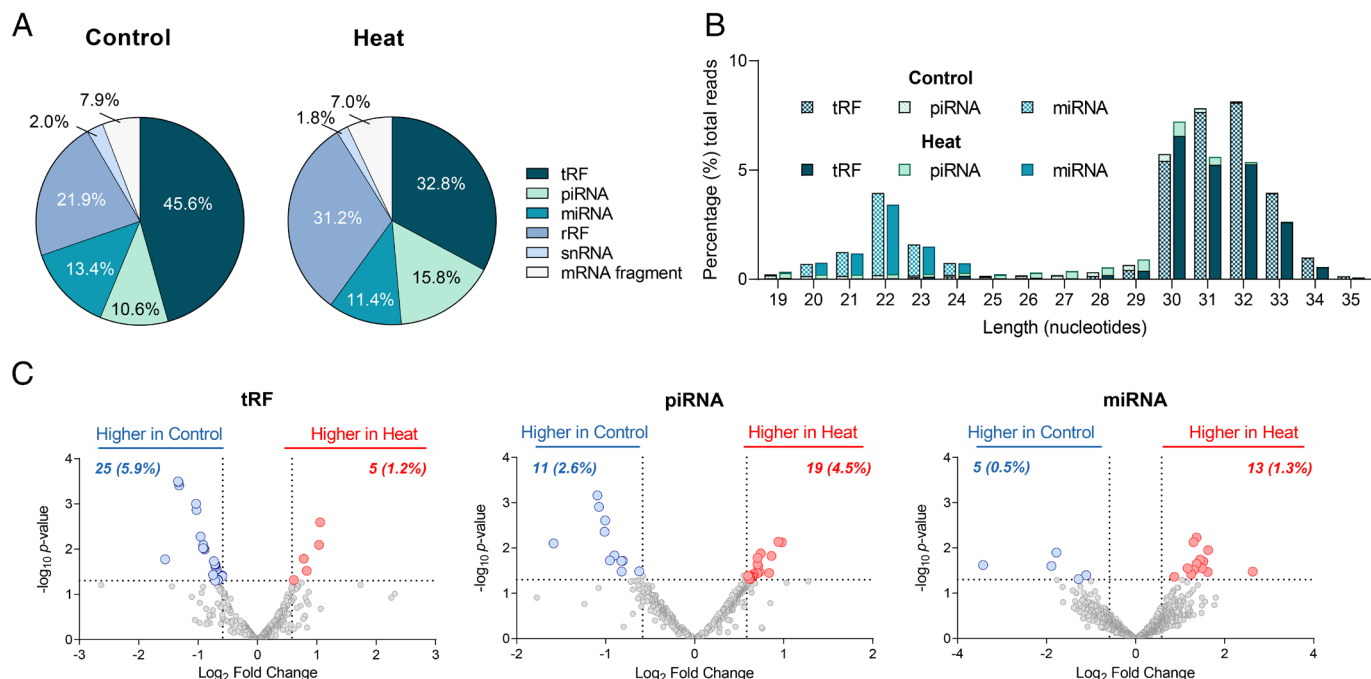 A
Control
Heat
7.9%
2.0%
21.9%
45.6%
13.4%
10.6%
7.0%
1.8%
32.8%
31.2%
15.8%
11.4%
tRF
piRNA
miRNA
rRF
snRNA
mRNA fragment
B
Percentage (%) total reads
10
5
0
Control
tRF piRNA miRNA
Heat
tRF piRNA miRNA
19 20 21 22 23 24 25 26 27 28 29 30 31 32 33 34 35
Length (nucleotides)
C
tRF
Higher in Control
Higher in Heat
25 (5.9%)
5 (1.2%)
-log10 p-value
4
3
2
1
0
-3 -2 -1 0 1 2 3
Log2 Fold Change
piRNA
Higher in Control
Higher in Heat
11 (2.6%)
19 (4.5%)
-log10 p-value
4
3
2
1
0
-2 -1 0 1 2
Log2 Fold Change
miRNA
Higher in Control
Higher in Heat
5 (0.5%)
13 (1.3%)
-log10 p-value
4
3
2
1
0
-4 -2 0 2 4
Log2 Fold Change